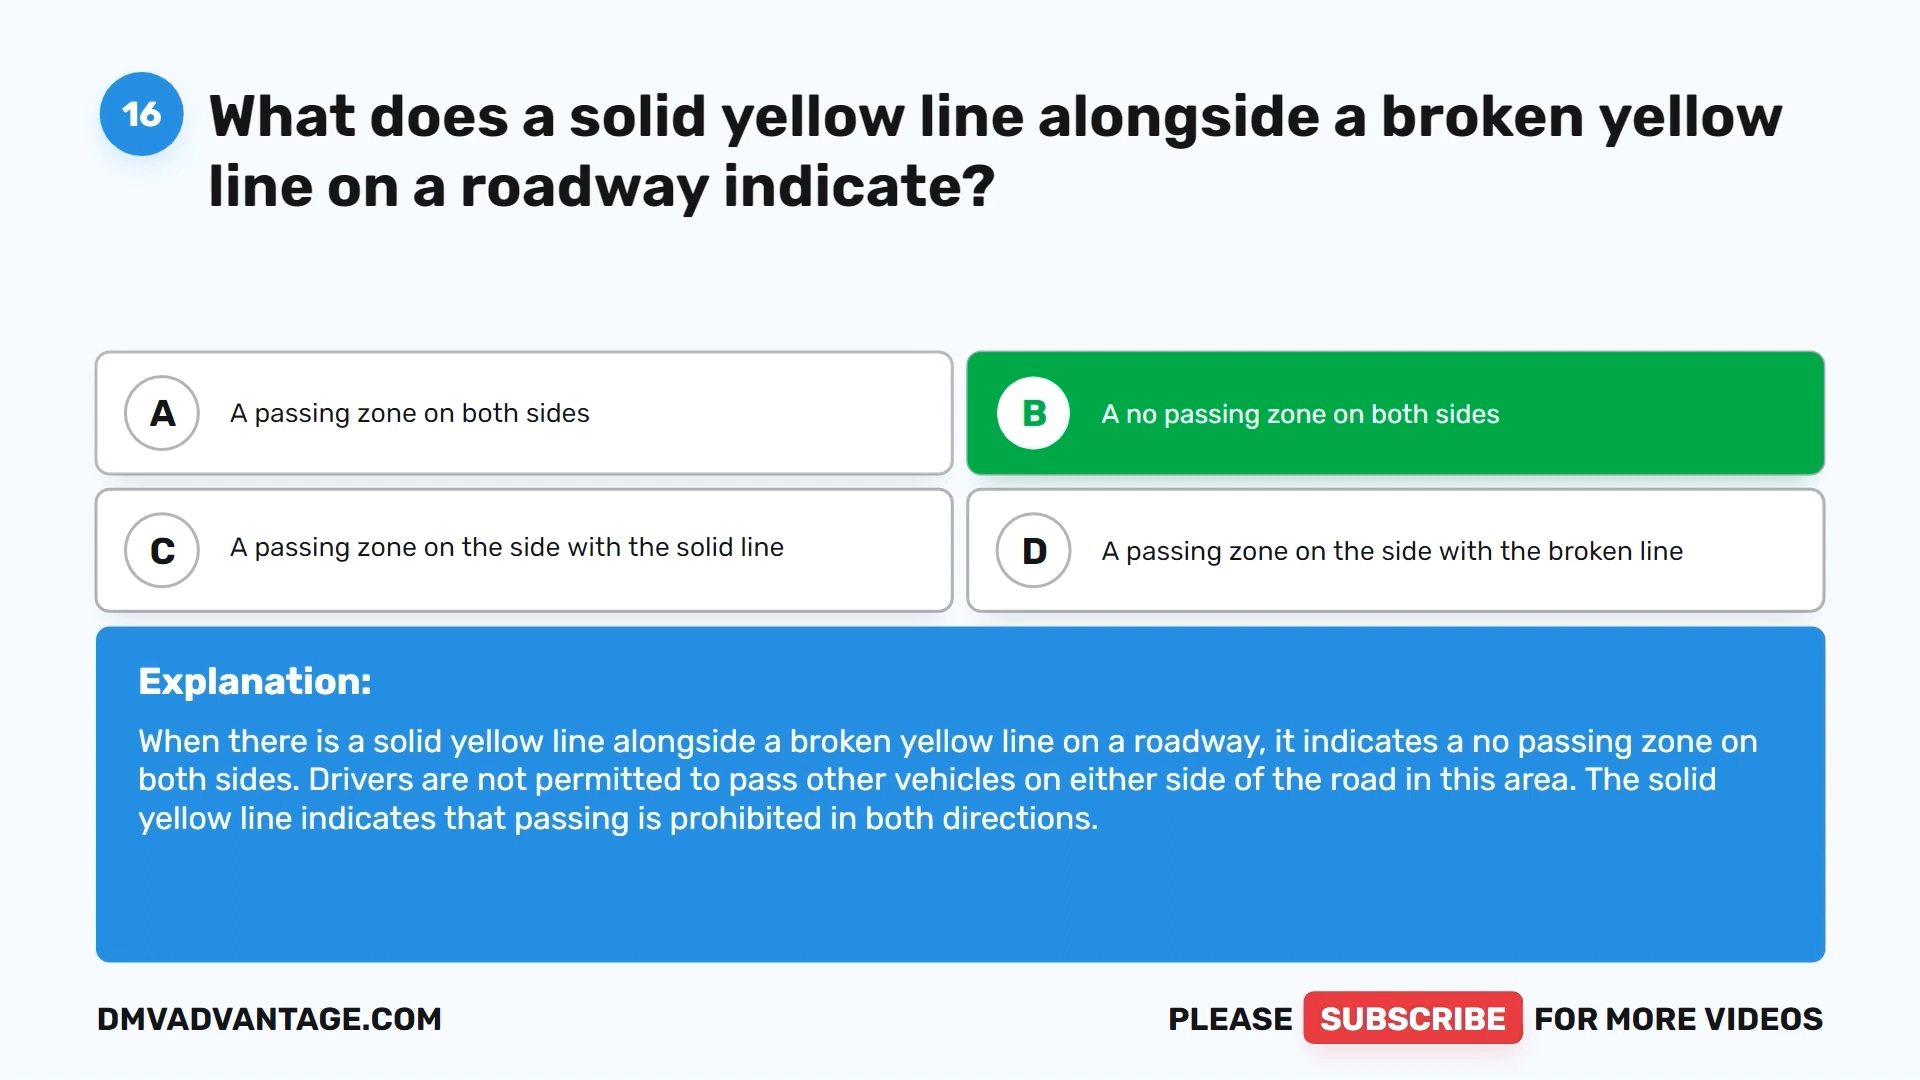 16
What does a solid yellow line alongside a broken yellow
line on a roadway indicate?
A A passing zone on both sides
B A no passing zone on both sides
C A passing zone on the side with the solid line
D A passing zone on the side with the broken line
Explanation:
When there is a solid yellow line alongside a broken yellow line on a roadway, it indicates a no passing zone on
both sides. Drivers are not permitted to pass other vehicles on either side of the road in this area. The solid
yellow line indicates that passing is prohibited in both directions.
DMVADVANTAGE.COM
PLEASE SUBSCRIBE FOR MORE VIDEOS